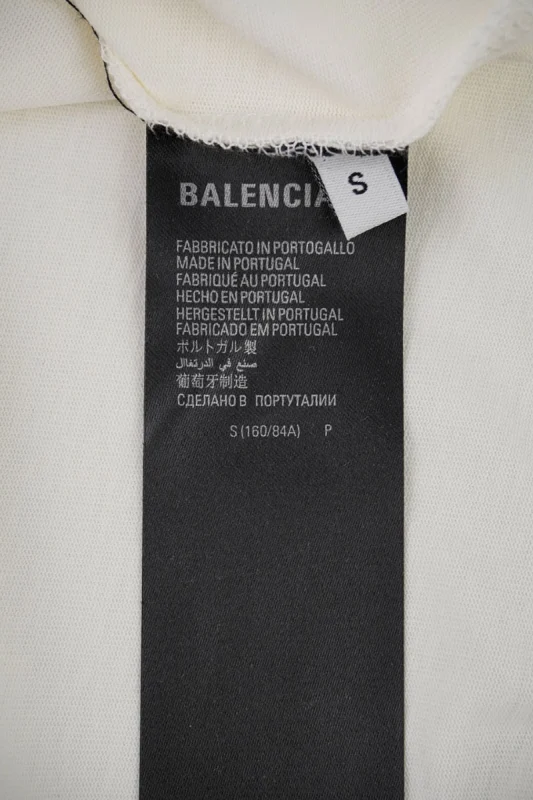 BALENCIA
S
FABBRICATO IN PORTOGALLO
MADE IN PORTUGAL
FABRIQUÉ AU PORTUGAL
HECHO EN PORTUGAL
HERGESTELLT IN PORTUGAL
FABRICADO EM PORTUGAL
ポルトガル製
صنع في الدرتغاال
葡萄牙制造
СДЕЛАНО В ПОРТУТАЛИИ
S (160/84A) P